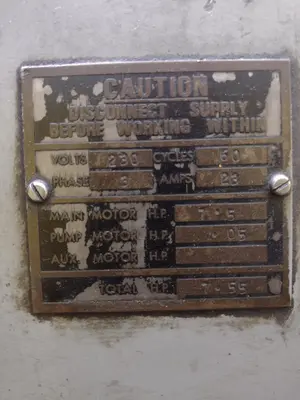 CAUTION
DISCONNECT SUPPLY
BEFORE WORKING WITHIN
VOLTS 230 CYCLES 60
PHASE 3 AMPS 23
MAIN MOTOR H.P. 7.5
PUMP MOTOR H.P. .05
AUX. MOTOR H.P.
TOTAL H.P. 7.55